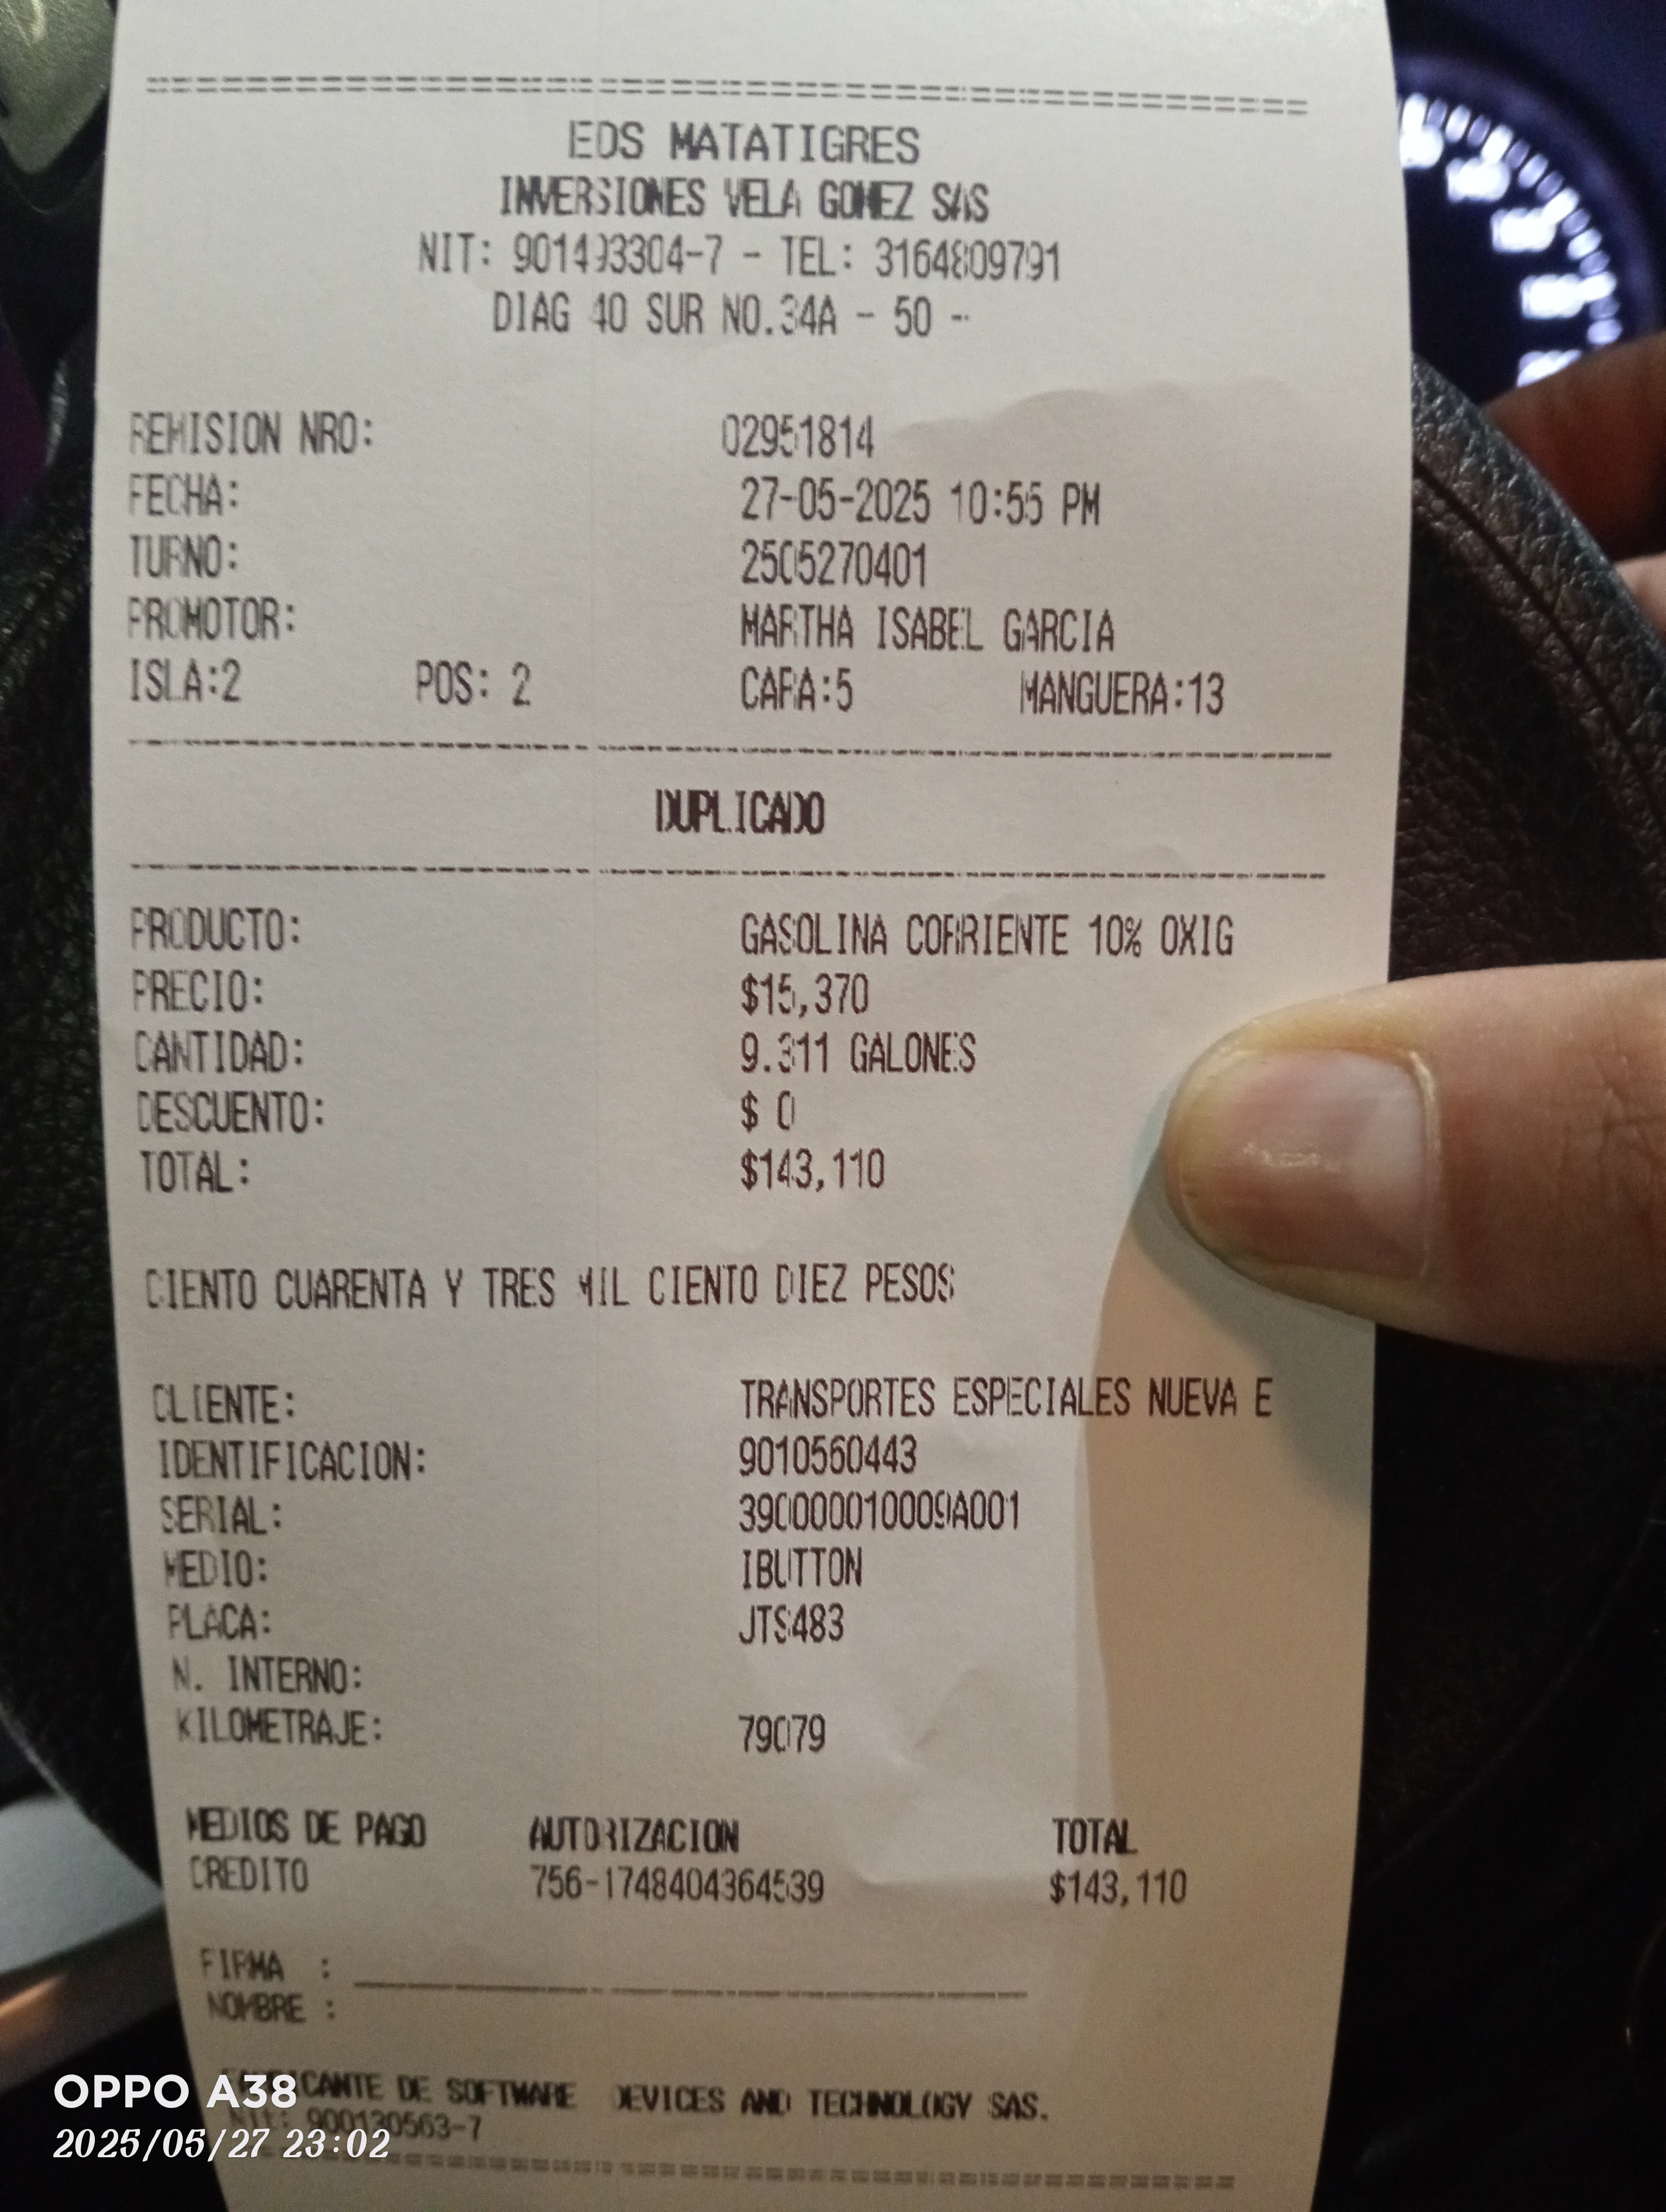 EDS MATATIGRES
INVERSIONES VELA GOMEZ SAS
NIT: 901493304-7 - TEL: 3164809791
DIAG 40 SUR NO.34A - 50 -
REMISION NRO: 02951814
FECHA: 27-05-2025 10:55 PM
TURNO: 2505270401
PROMOTOR: MARTHA ISABEL GARCIA
ISLA:2 POS: 2 CARA:5 MANGUERA:13
DUPLICADO
PRODUCTO: GASOLINA CORRIENTE 10% OXIG
PRECIO: $15,370
CANTIDAD: 9.311 GALONES
DESCUENTO: $ 0
TOTAL: $143,110
CIENTO CUARENTA Y TRES MIL CIENTO DIEZ PESOS
CLIENTE: TRANSPORTES ESPECIALES NUEVA E
IDENTIFICACION: 9010560443
SERIAL: 390000010009A001
MEDIO: IBUTTON
PLACA: JTS483
N. INTERNO:
KILOMETRAJE: 79079
MEDIOS DE PAGO AUTORIZACION TOTAL
CREDITO 756-1748404364539 $143,110
FIRMA :
NOMBRE :
FABRICANTE DE SOFTWARE DEVICES AND TECHNOLOGY SAS.
Nit: 900130563-7
OPPO A38
2025/05/27 23:02